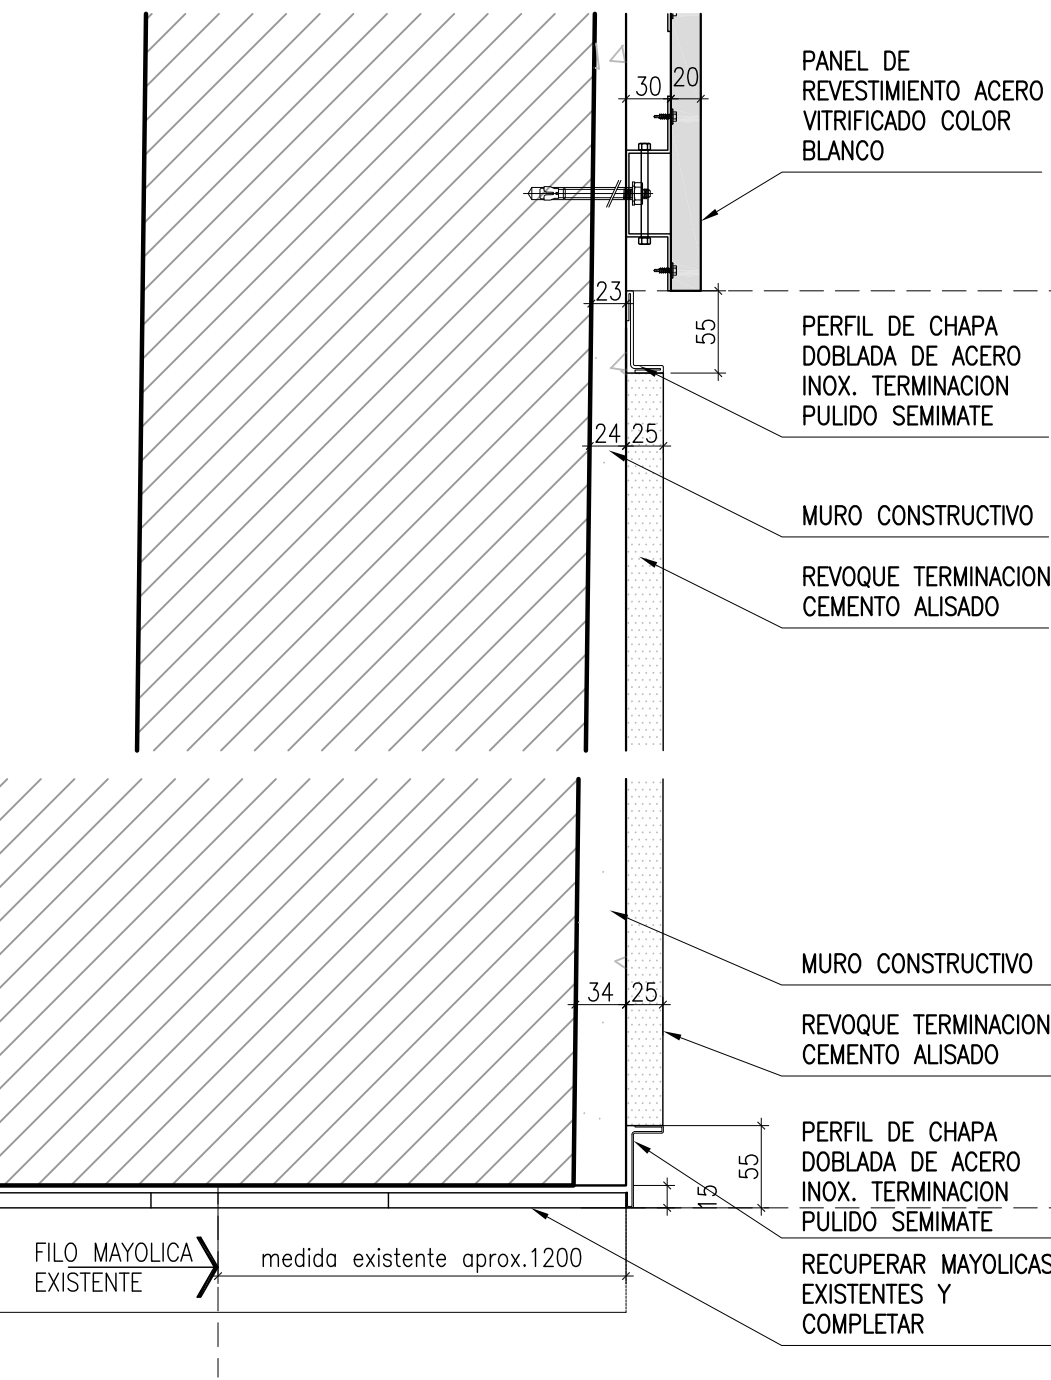 PANEL DE
REVESTIMIENTO ACERO
VITRIFICADO COLOR
BLANCO
30
20
23
55
PERFIL DE CHAPA
DOBLADA DE ACERO
INOX. TERMINACION
PULIDO SEMIMATE
24
25
MURO CONSTRUCTIVO
REVOQUE TERMINACION
CEMENTO ALISADO
MURO CONSTRUCTIVO
34
25
REVOQUE TERMINACION
CEMENTO ALISADO
PERFIL DE CHAPA
DOBLADA DE ACERO
INOX. TERMINACION
PULIDO SEMIMATE
55
15
FILO MAYOLICA
EXISTENTE
medida existente aprox.1200
RECUPERAR MAYOLICAS
EXISTENTES Y
COMPLETAR